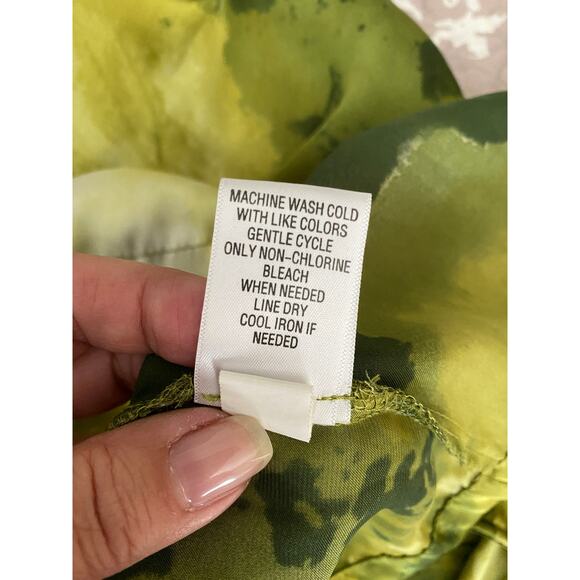 MACHINE WASH COLD
WITH LIKE COLORS
GENTLE CYCLE
ONLY NON-CHLORINE
BLEACH
WHEN NEEDED
LINE DRY
COOL IRON IF
NEEDED